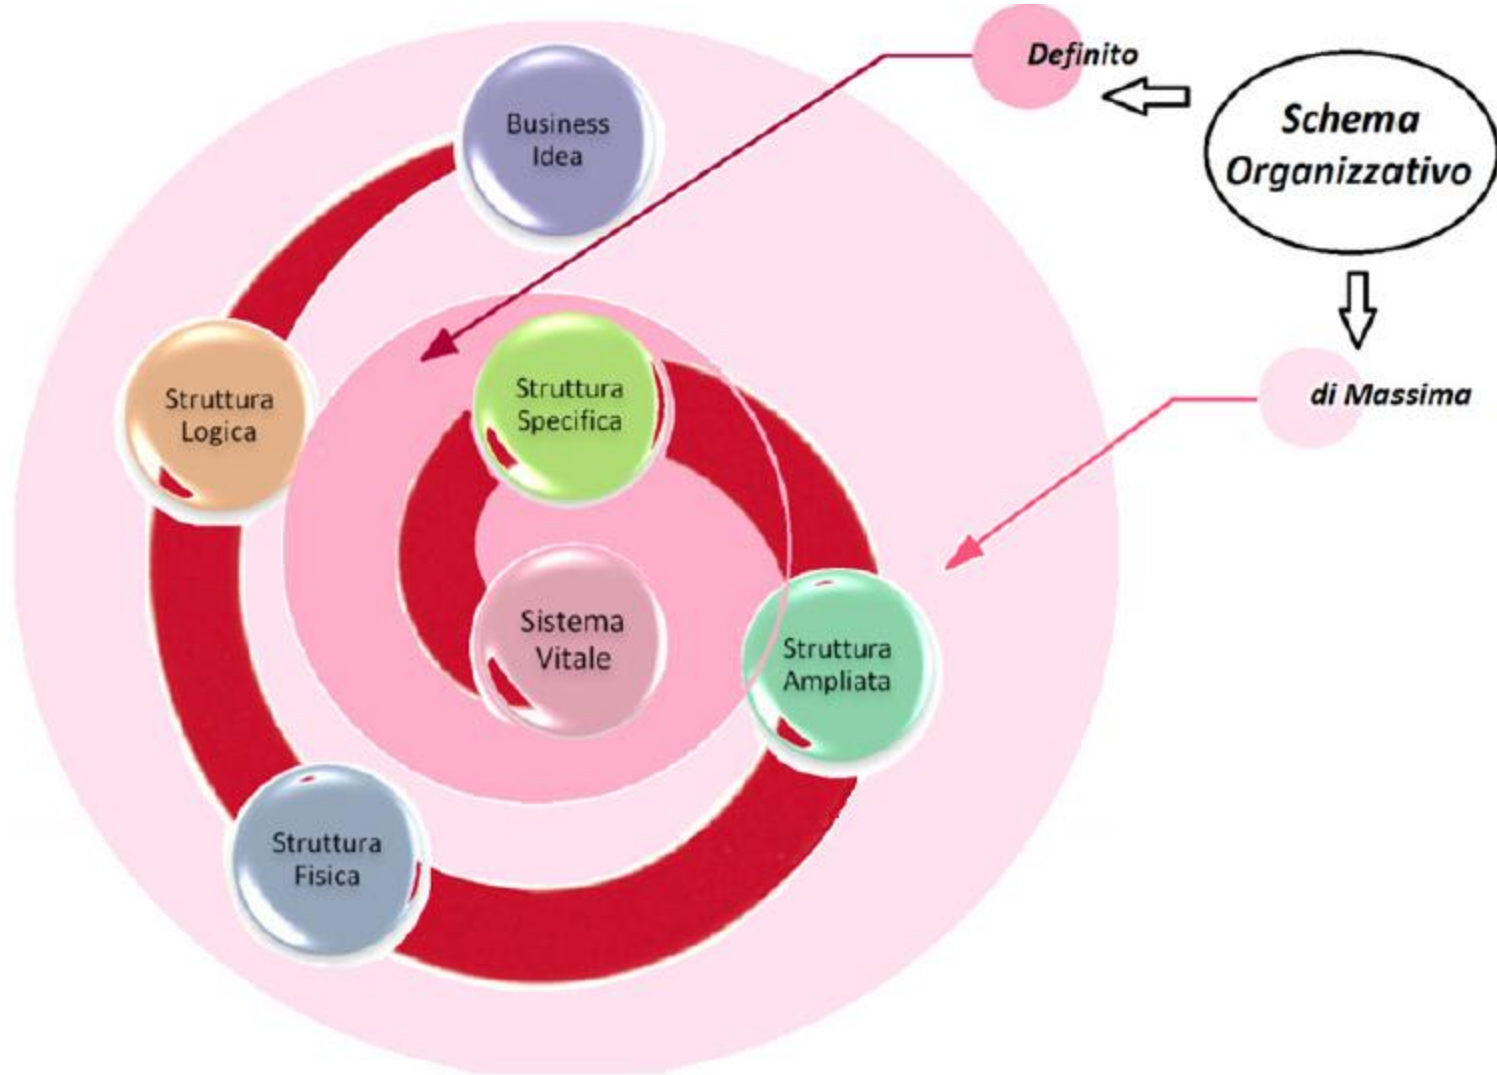 Definito
Schema
Organizzativo
di Massima
Business
Idea
Struttura
Logica
Struttura
Fisica
Struttura
Ampliata
Struttura
Specifica
Sistema
Vitale